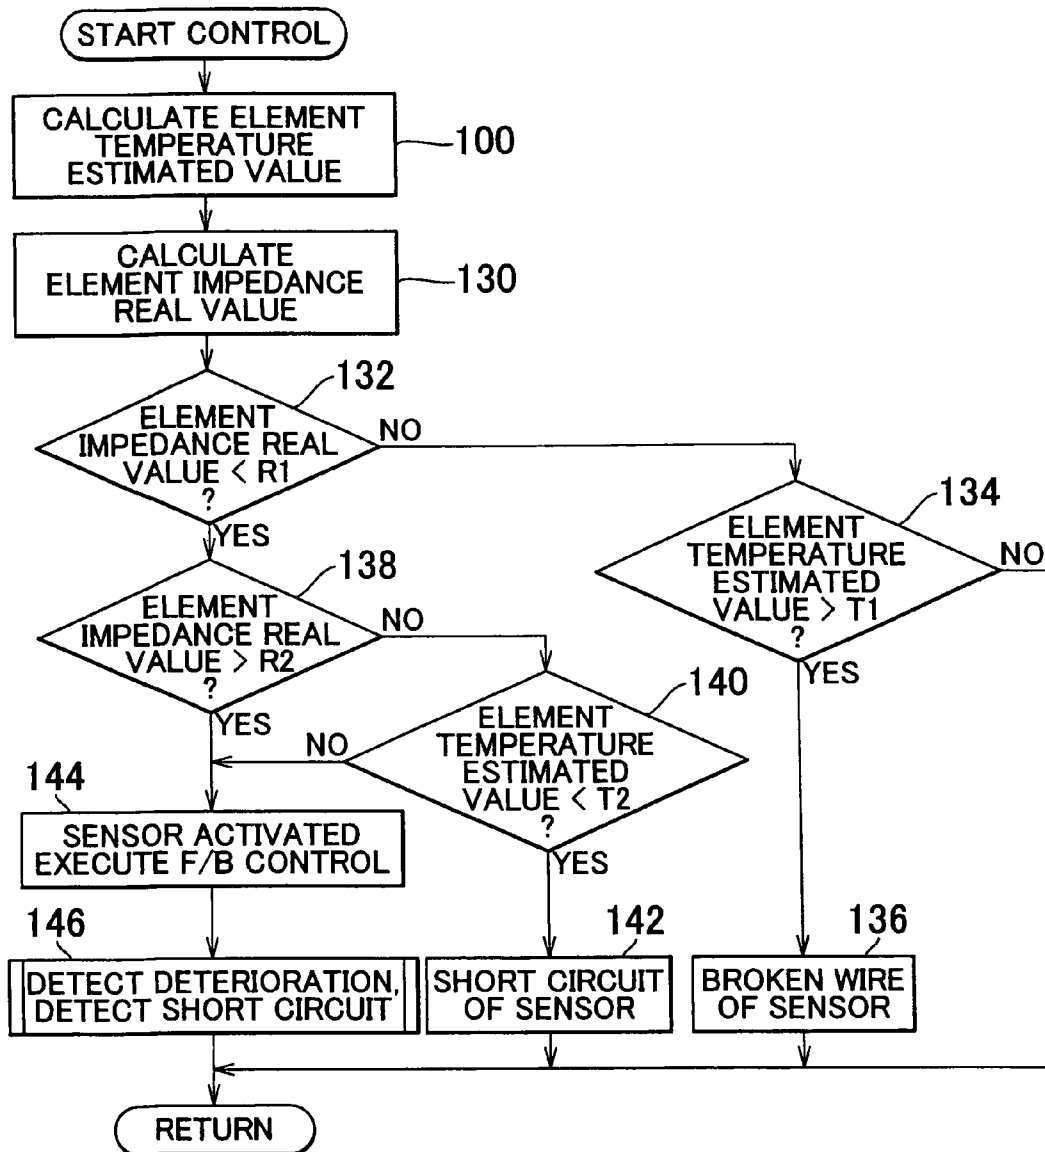 START CONTROL
CALCULATE ELEMENT
TEMPERATURE
ESTIMATED VALUE
100
CALCULATE
ELEMENT IMPEDANCE
REAL VALUE
130
132
ELEMENT
IMPEDANCE REAL
VALUE < R1
?
NO
YES
134
ELEMENT
TEMPERATURE
ESTIMATED
VALUE > T1
?
NO
YES
138
ELEMENT
IMPEDANCE REAL
VALUE > R2
?
NO
YES
140
ELEMENT
TEMPERATURE
ESTIMATED
VALUE < T2
?
NO
YES
144
SENSOR ACTIVATED
EXECUTE F/B CONTROL
146
DETECT DETERIORATION,
DETECT SHORT CIRCUIT
142
SHORT CIRCUIT
OF SENSOR
136
BROKEN WIRE
OF SENSOR
RETURN